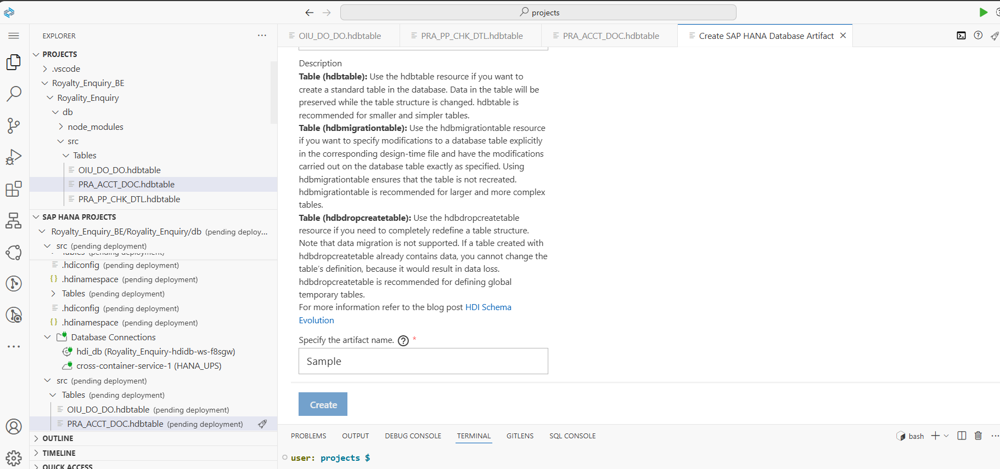 projects
EXPLORER
OIU_DO_DO.hdbtable
PRA_PP_CHK_DTL.hdbtable
PRA_ACCT_DOC.hdbtable
Create SAP HANA Database Artifact
PROJECTS
.vscode
Royalty_Enquiry_BE
Royality_Enquiry
db
node_modules
src
Tables
OIU_DO_DO.hdbtable
PRA_ACCT_DOC.hdbtable
PRA_PP_CHK_DTL.hdbtable
SAP HANA PROJECTS
Royalty_Enquiry_BE/Royality_Enquiry/db (pending deploy...
src (pending deployment)
Tables (pending deployment)
.hdiconfig (pending deployment)
.hdinamespace (pending deployment)
Tables (pending deployment)
.hdiconfig (pending deployment)
.hdinamespace (pending deployment)
Database Connections
hdi_db (Royality_Enquiry-hdidb-ws-f8sgw)
cross-container-service-1 (HANA_UPS)
src (pending deployment)
Tables (pending deployment)
OIU_DO_DO.hdbtable (pending deployment)
PRA_ACCT_DOC.hdbtable (pending deployment)
OUTLINE
TIMELINE
QUICK ACCESS
Description
Table (hdbtable): Use the hdbtable resource if you want to
create a standard table in the database. Data in the table will be
preserved while the table structure is changed. hdbtable is
recommended for smaller and simpler tables.
Table (hdbmigrationtable): Use the hdbmigrationtable resource
if you want to specify modifications to a database table explicitly
in the corresponding design-time file and have the modifications
carried out on the database table exactly as specified. Using
hdbmigrationtable ensures that the table is not recreated.
hdbmigrationtable is recommended for larger and more complex
tables.
Table (hdbdropcreatetable): Use the hdbdropcreatetable
resource if you need to completely redefine a table structure.
Note that data migration is not supported. If a table created with
hdbdropcreatetable already contains data, you cannot change the
table´s definition, because it would result in data loss.
hdbdropcreatetable is recommended for defining global
temporary tables.
For more information refer to the blog post HDI Schema
Evolution
Specify the artifact name. ? *
Sample
Create
PROBLEMS OUTPUT DEBUG CONSOLE TERMINAL GITLENS SQL CONSOLE
bash
user: projects $